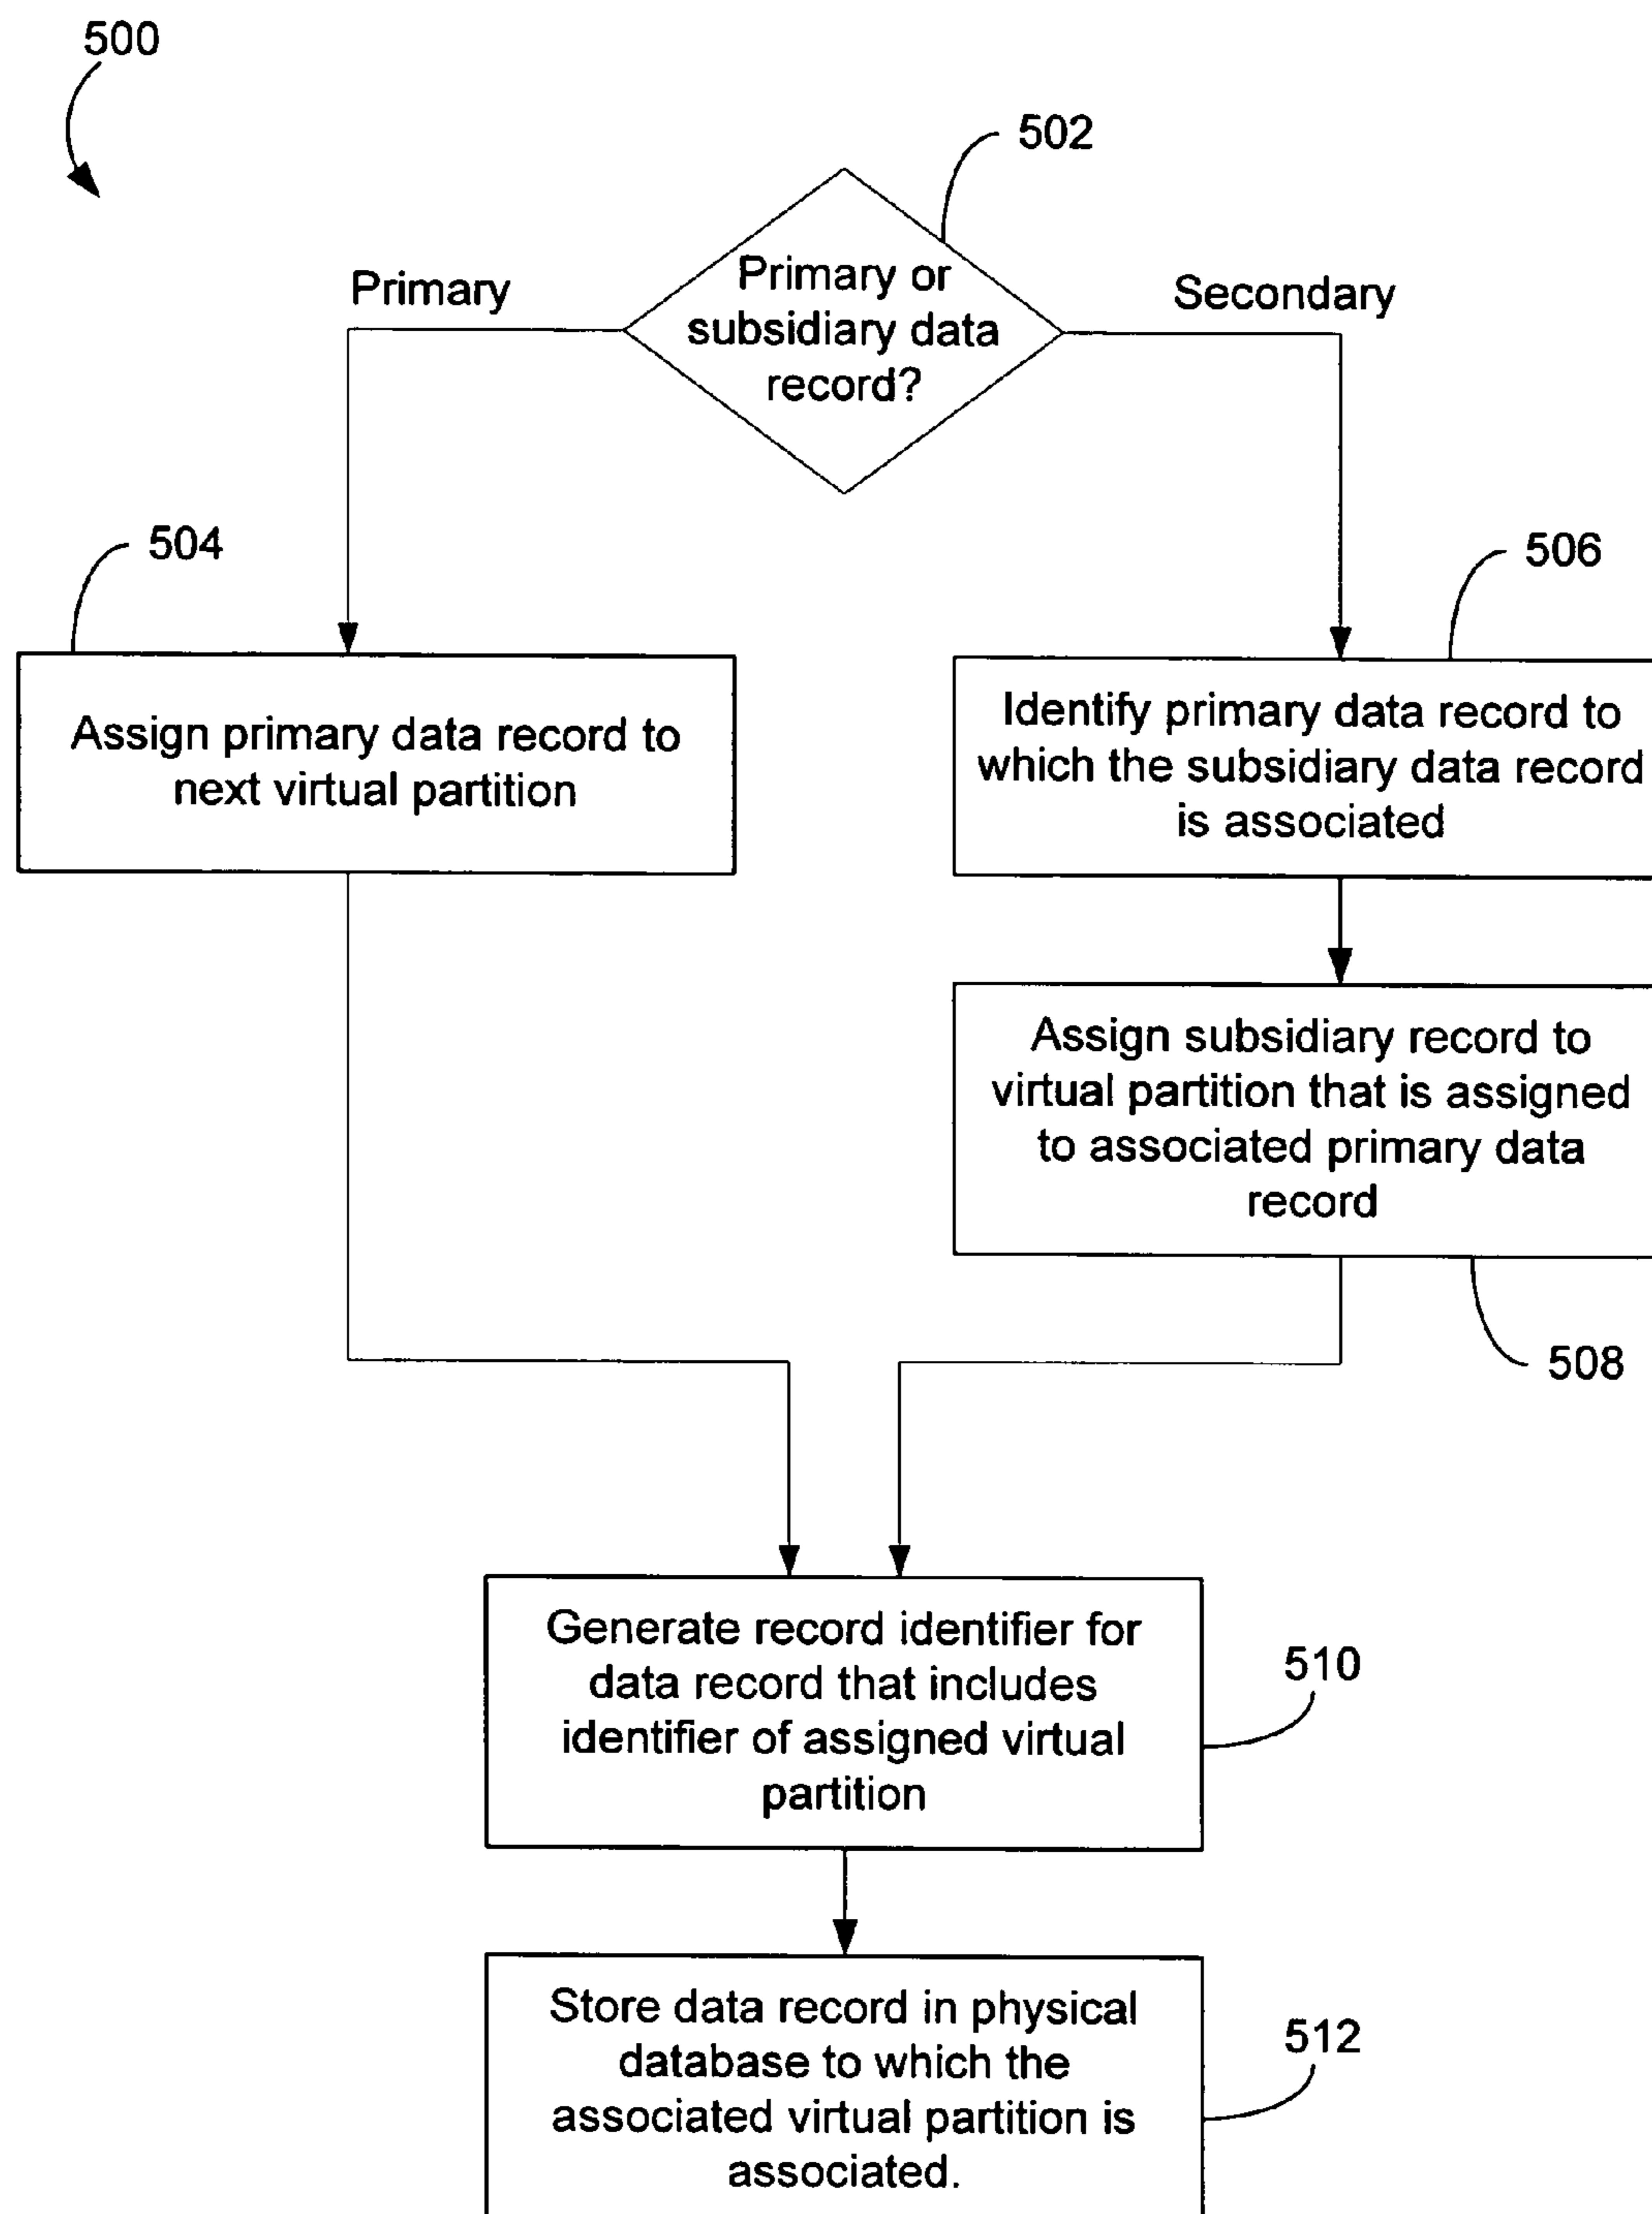 500
502
Primary or
subsidiary data
record?
Primary
Secondary
504
506
Assign primary data record to
next virtual partition
Identify primary data record to
which the subsidiary data record
is associated
Assign subsidiary record to
virtual partition that is assigned
to associated primary data
record
508
Generate record identifier for
data record that includes
identifier of assigned virtual
partition
510
Store data record in physical
database to which the
associated virtual partition is
associated.
512